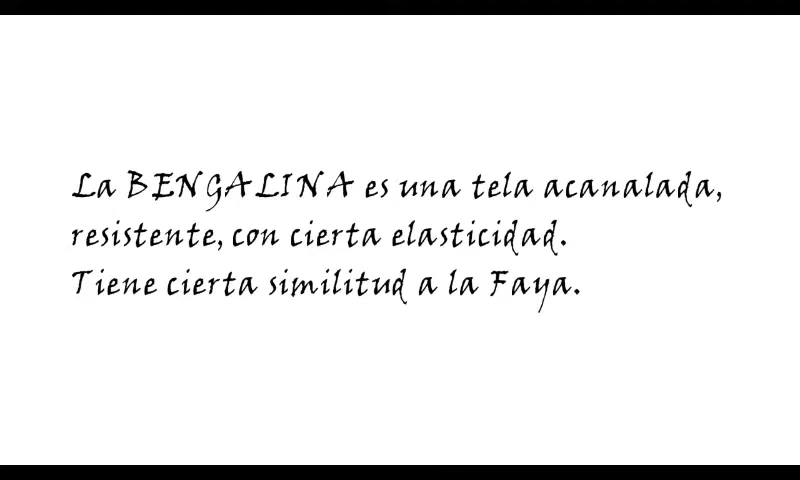 La BENGALINA es una tela acanalada,
resistente, con cierta elasticidad.
Tiene cierta similitud a la Faya.